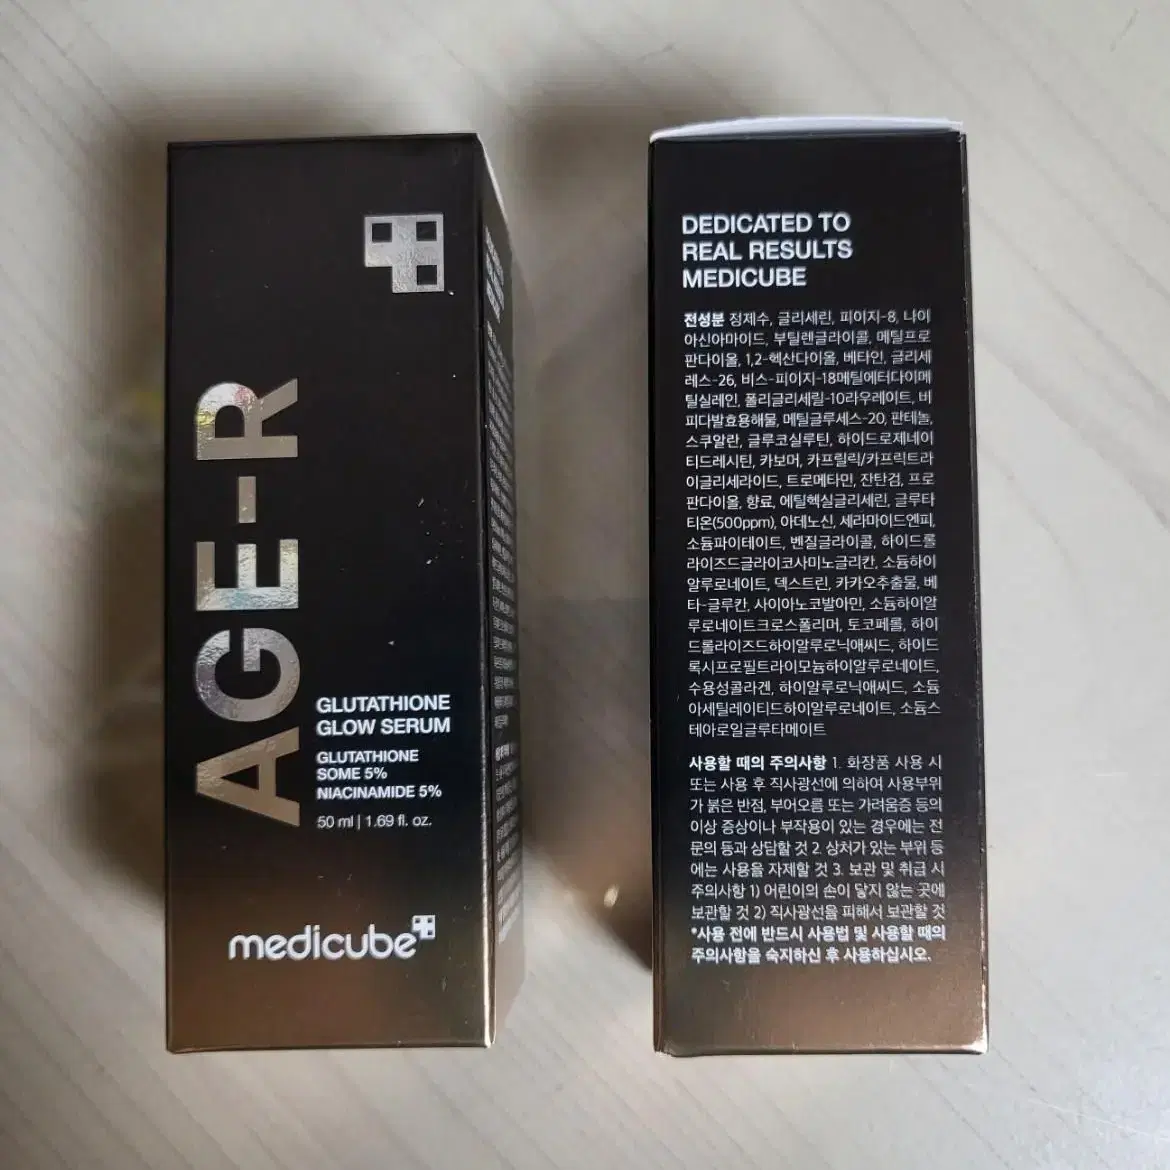 AGE-R
GLUTATHIONE
GLOW SERUM
GLUTATHIONE
SOME 5%
NIACINAMIDE 5%
50 ml | 1.69 fl. oz.
medicube
DEDICATED TO
REAL RESULTS
MEDICUBE
전성분 정제수, 글리세린, 피이지-8, 나이
아신아마이드, 부틸렌글라이콜, 메틸프로
판다이올, 1,2-헥산다이올, 베타인, 글리세
레스-26, 비스-피이지-18메틸에터다이메
틸실레인, 폴리글리세릴-10라우레이트, 비
피다발효용해물, 메틸글루세스-20, 판테놀,
스쿠알란, 글루코실루틴, 하이드로제네이
티드레시틴, 카보머, 카프릴릭/카프릭트라
이글리세라이드, 트로메타민, 잔탄검, 프로
판다이올, 향료, 에틸헥실글리세린, 글루타
티온(500ppm), 아데노신, 세라마이드엔피,
소듐파이테이트, 벤질글라이콜, 하이드롤
라이즈드글라이코사미노글리칸, 소듐하이
알루로네이트, 덱스트린, 카카오추출물, 베
타-글루칸, 사이아노코발아민, 소듐하이알
루로네이트크로스폴리머, 토코페롤, 하이
드롤라이즈드하이알루로닉애씨드, 하이드
록시프로필트라이모늄하이알루로네이트,
수용성콜라겐, 하이알루로닉애씨드, 소듐
아세틸레이티드하이알루로네이트, 소듐스
테아로일글루타메이트
사용할 때의 주의사항 1. 화장품 사용 시
또는 사용 후 직사광선에 의하여 사용부위
가 붉은 반점, 부어오름 또는 가려움증 등의
이상 증상이나 부작용이 있는 경우에는 전
문의 등과 상담할 것 2. 상처가 있는 부위 등
에는 사용을 자제할 것 3. 보관 및 취급 시
주의사항 1) 어린이의 손이 닿지 않는 곳에
보관할 것 2) 직사광선을 피해서 보관할 것
*사용 전에 반드시 사용법 및 사용할 때의
주의사항을 숙지하신 후 사용하십시오.